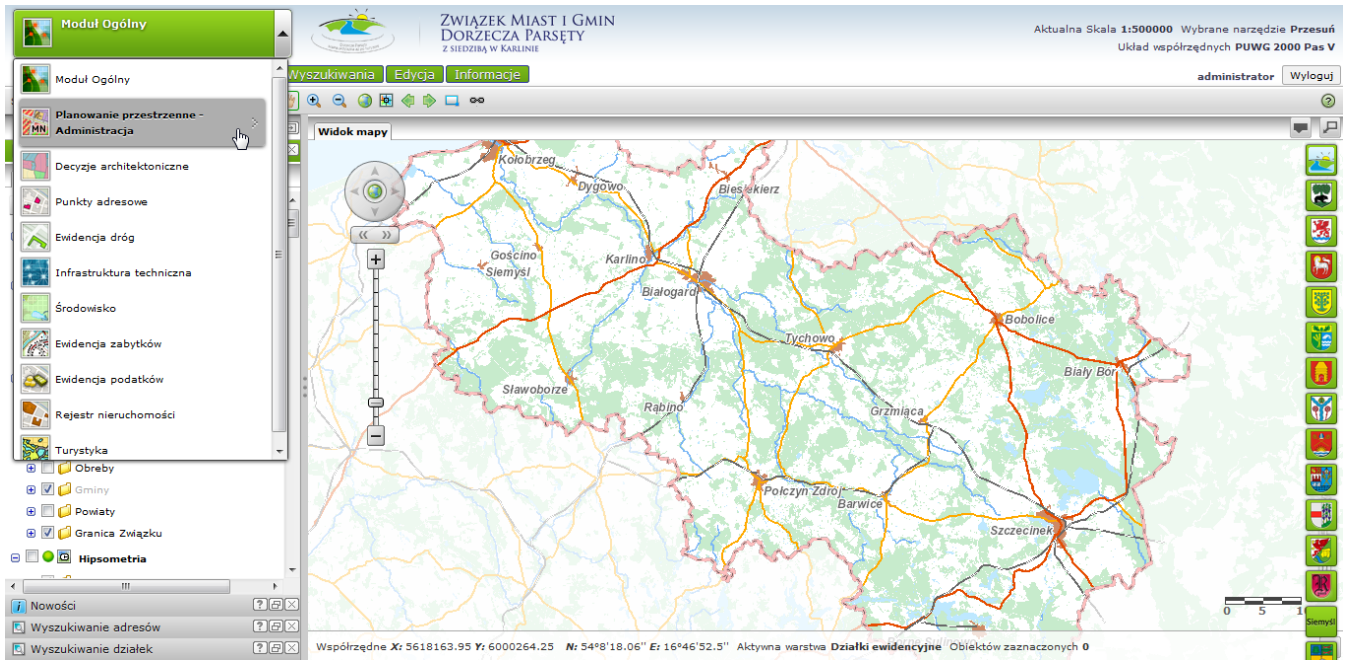 Moduł Ogólny
Związek Miast i Gmin
Dorzecza Parsęty
z siedzibą w Karlinie
Aktualna Skala 1:500000 Wybrane narzędzie Przesuń
Układ współrzędnych PUWG 2000 Pas V
Wyszukiwania Edycja Informacje
administrator Wyloguj
Moduł Ogólny
Planowanie przestrzenne -
Administracja
Decyzje architektoniczne
Punkty adresowe
Ewidencja dróg
Infrastruktura techniczna
Środowisko
Ewidencja zabytków
Ewidencja podatków
Rejestr nieruchomości
Turystyka
Obreby
Gminy
Powiaty
Granica Związku
Hipsometria
Nowości
Wyszukiwanie adresów
Wyszukiwanie działek
Widok mapy
Kołobrzeg
Dygowo
Biesiekierz
Gościno
Siemyśl
Karlino
Białogard
Tychowo
Bobolice
Biały Bór
Sławoborze
Rąbino
Grzmiąca
Połczyn Zdrój
Barwice
Szczecinek
Borne Sulinowo
MN
Siemyśl
0 5 1
Współrzędne X: 5618163.95 Y: 6000264.25 N: 54°8'18.06" E: 16°46'52.5" Aktywna warstwa Działki ewidencyjne Obiektów zaznaczonych 0